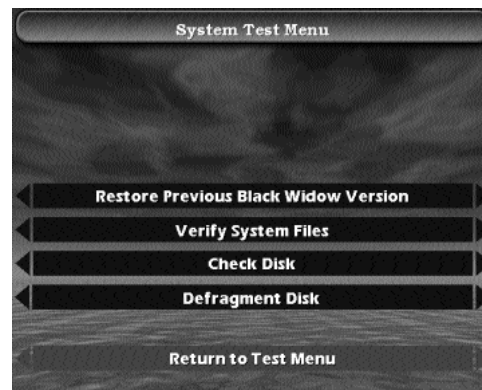 System Test Menu
Restore Previous Black Widow Version
Verify System Files
Check Disk
Defragment Disk
Return to Test Menu